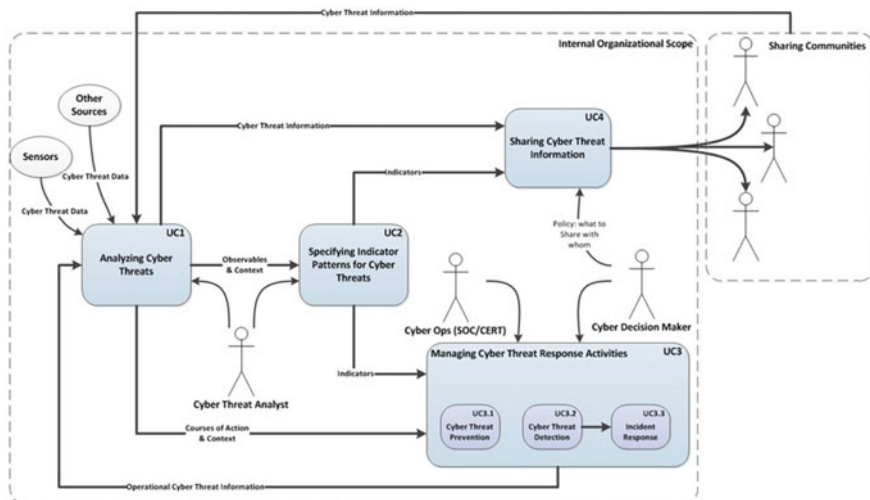 Cyber Threat Information
Internal Organizational Scope
Sharing Communities
Other
Sources
Sensors
Cyber Threat Data
Cyber Threat Data
Cyber Threat Information
UC4
Sharing Cyber Threat
Information
Indicators
Policy: what to
Share with
whom
UC1
Analyzing Cyber
Threats
Observables
& Context
UC2
Specifying Indicator
Patterns for Cyber
Threats
Cyber Ops (SOC/CERT)
Cyber Decision Maker
Cyber Threat Analyst
Indicators
Managing Cyber Threat Response Activities
UC3
UC3.1
Cyber Threat
Prevention
UC3.2
Cyber Threat
Detection
UC3.3
Incident
Response
Courses of Action
& Context
Operational Cyber Threat Information